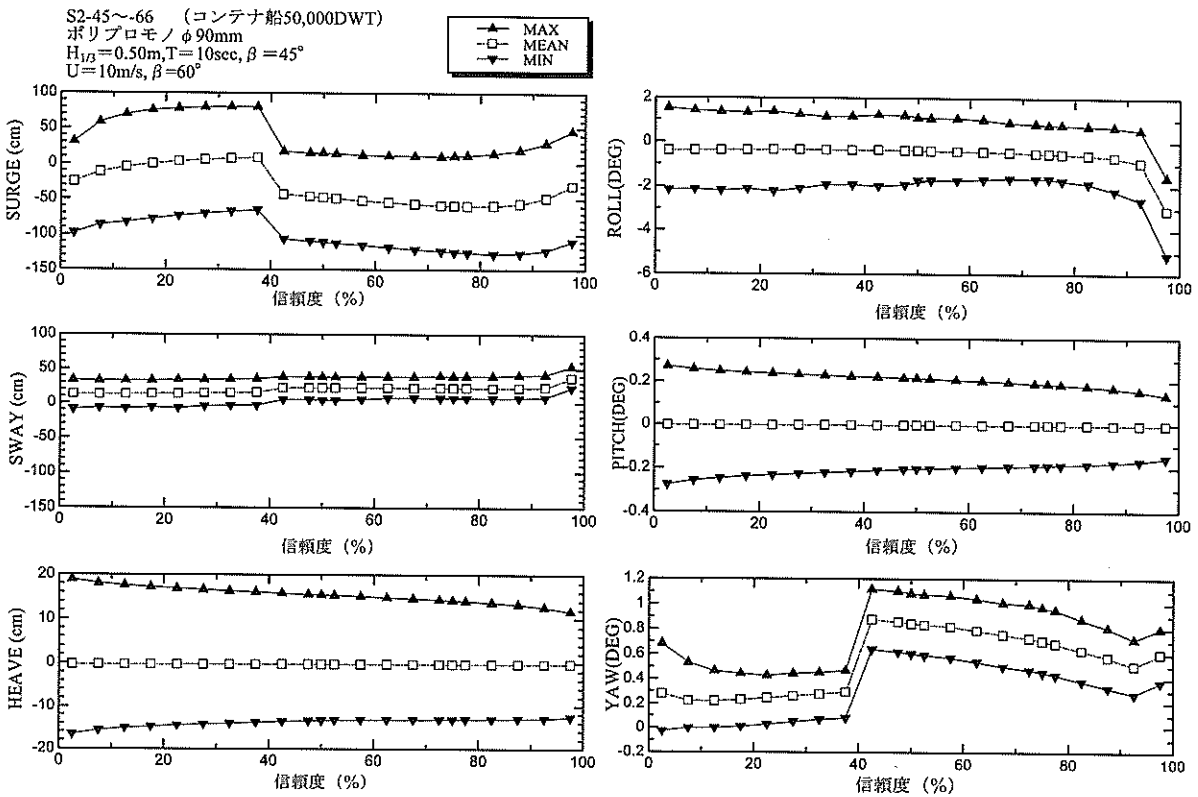 S2-45～-66 （コンテナ船50,000DWT）
ポリプロモノφ90mm
H1/3=0.50m,T=10sec, β=45°
U=10m/s, β=60°
MAX
MEAN
MIN
SURGE (cm)
100
50
0
-50
-100
-150
0 20 40 60 80 100
信頼度（%）
ROLL(DEG)
2
0
-2
-4
-6
0 20 40 60 80 100
信頼度（%）
SWAY (cm)
100
50
0
-50
-100
-150
0 20 40 60 80 100
信頼度（%）
PITCH(DEG)
0.4
0.2
0
-0.2
-0.4
0 20 40 60 80 100
信頼度（%）
HEAVE (cm)
20
10
0
-10
-20
0 20 40 60 80 100
信頼度（%）
YAW(DEG)
1.2
1
0.8
0.6
0.4
0.2
0
-0.2
0 20 40 60 80 100
信頼度（%）